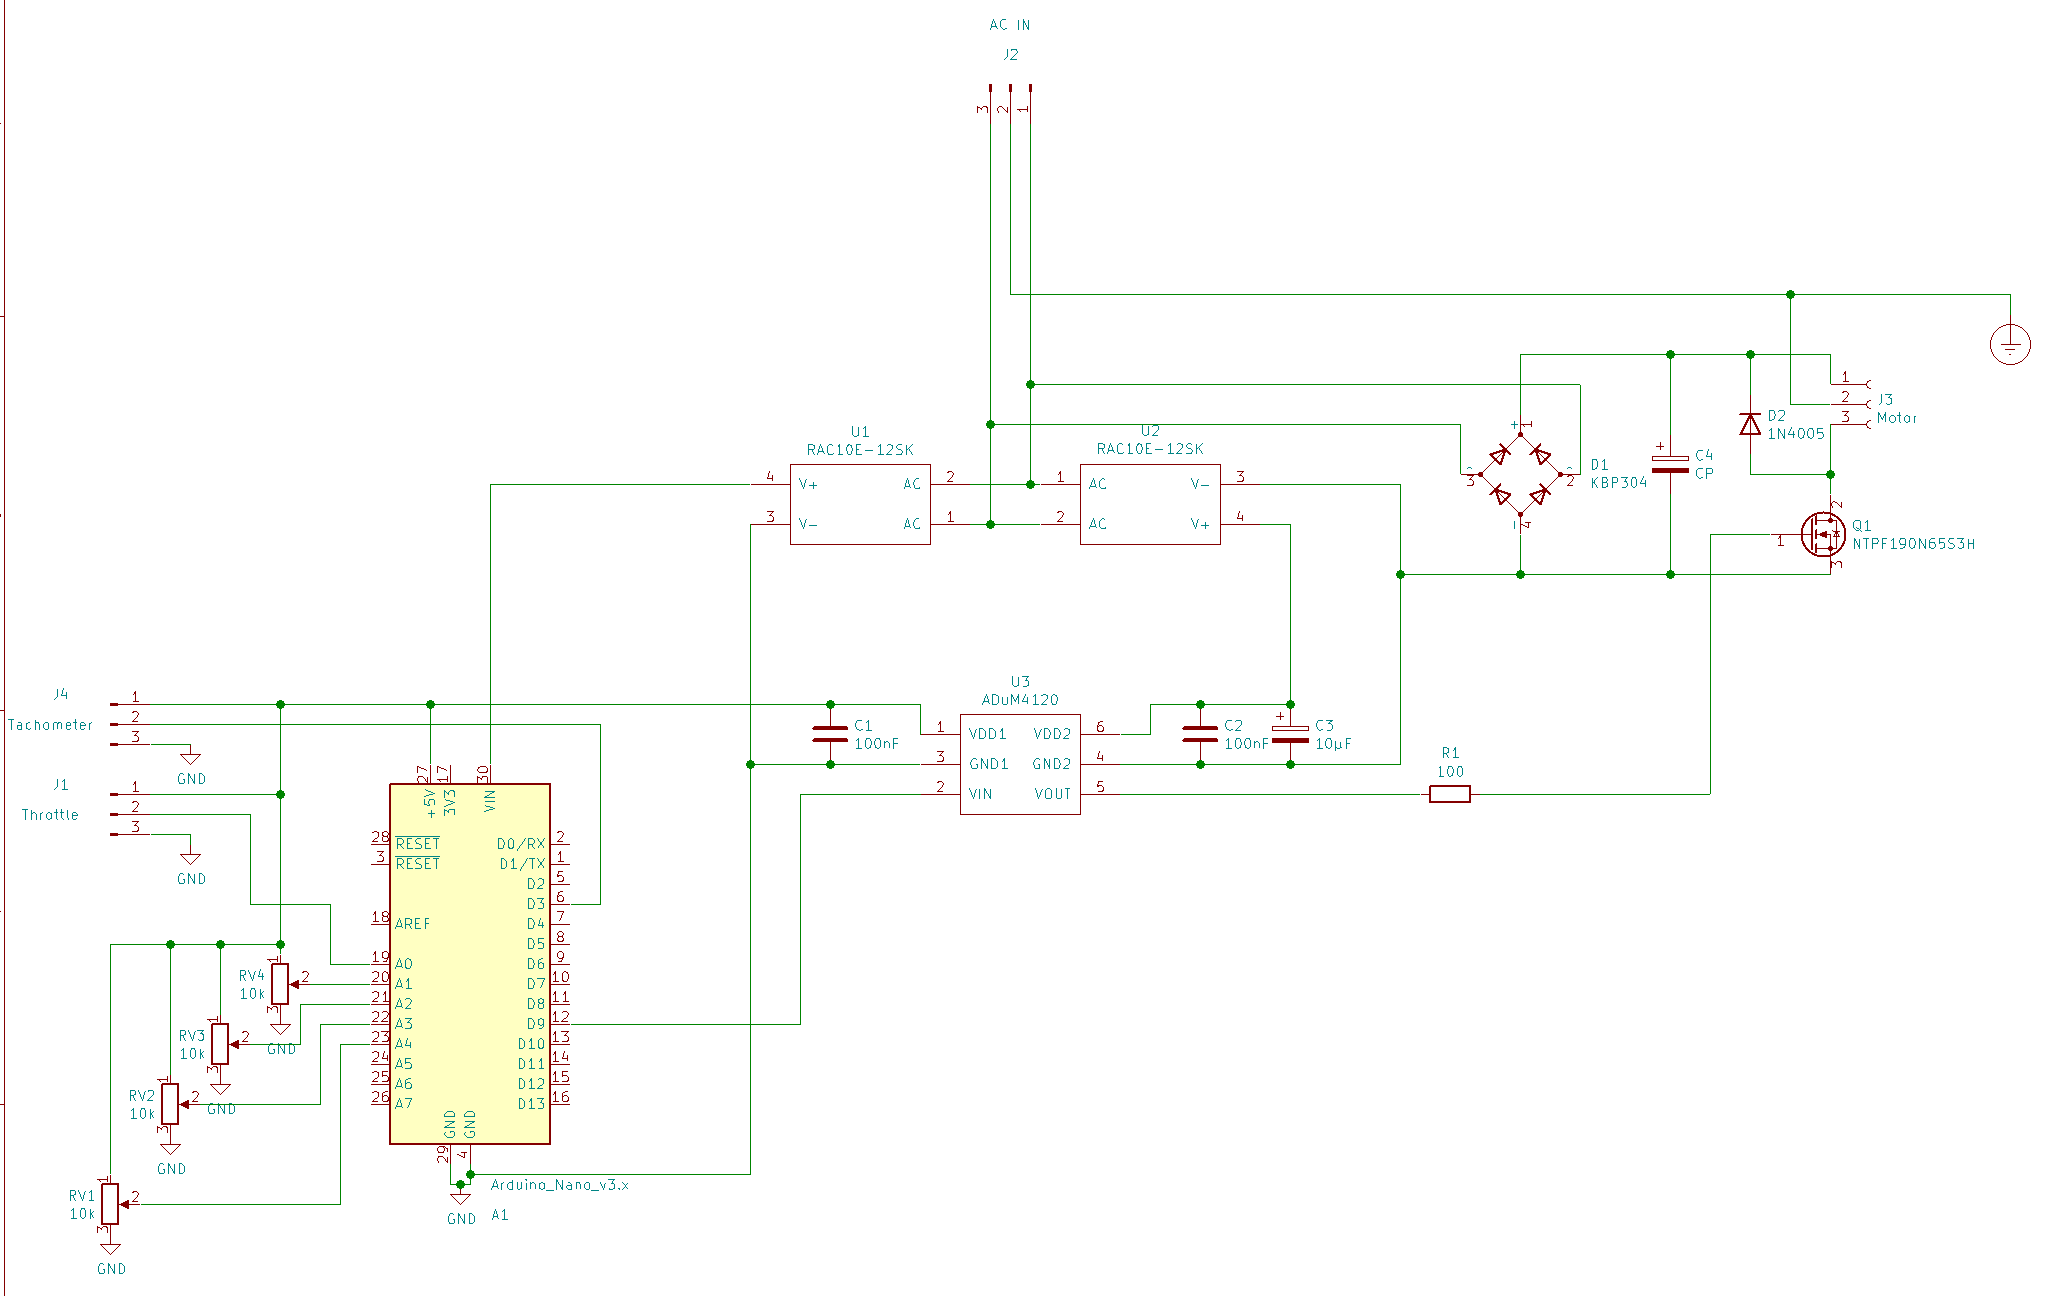 AC IN
J2
3 2 1
U1
RAC10E-12SK
4 V+ AC 2
3 V- AC 1
U2
RAC10E-12SK
1 AC V- 3
2 AC V+ 4
+ 1
3
2
- 4
D1
KBP304
+
C4
CP
D2
1N4005
1
2
3
J3
Motor
2
1
3
Q1
NTPF190N65S3H
J4
Tachometer
1
2
3
GND
J1
Throttle
1
2
3
GND
C1
100nF
U3
ADuM4120
1 VDD1 VDD2 6
3 GND1 GND2 4
2 VIN VOUT 5
C2
100nF
+
C3
10µF
R1
100
27 17 30
+5V 3V3 VIN
28 RESET D0/RX 2
3 RESET D1/TX 1
D2 5
D3 6
18 AREF D4 7
D5 8
19 A0 D6 9
20 A1 D7 10
21 A2 D8 11
22 A3 D9 12
23 A4 D10 13
24 A5 D11 14
25 A6 D12 15
26 A7 D13 16
GND GND
29 4
GND
Arduino_Nano_v3.x
A1
RV4
10k
1
2
3
GND
RV3
10k
1
2
3
GND
RV2
10k
1
2
3
GND
RV1
10k
1
2
3
GND